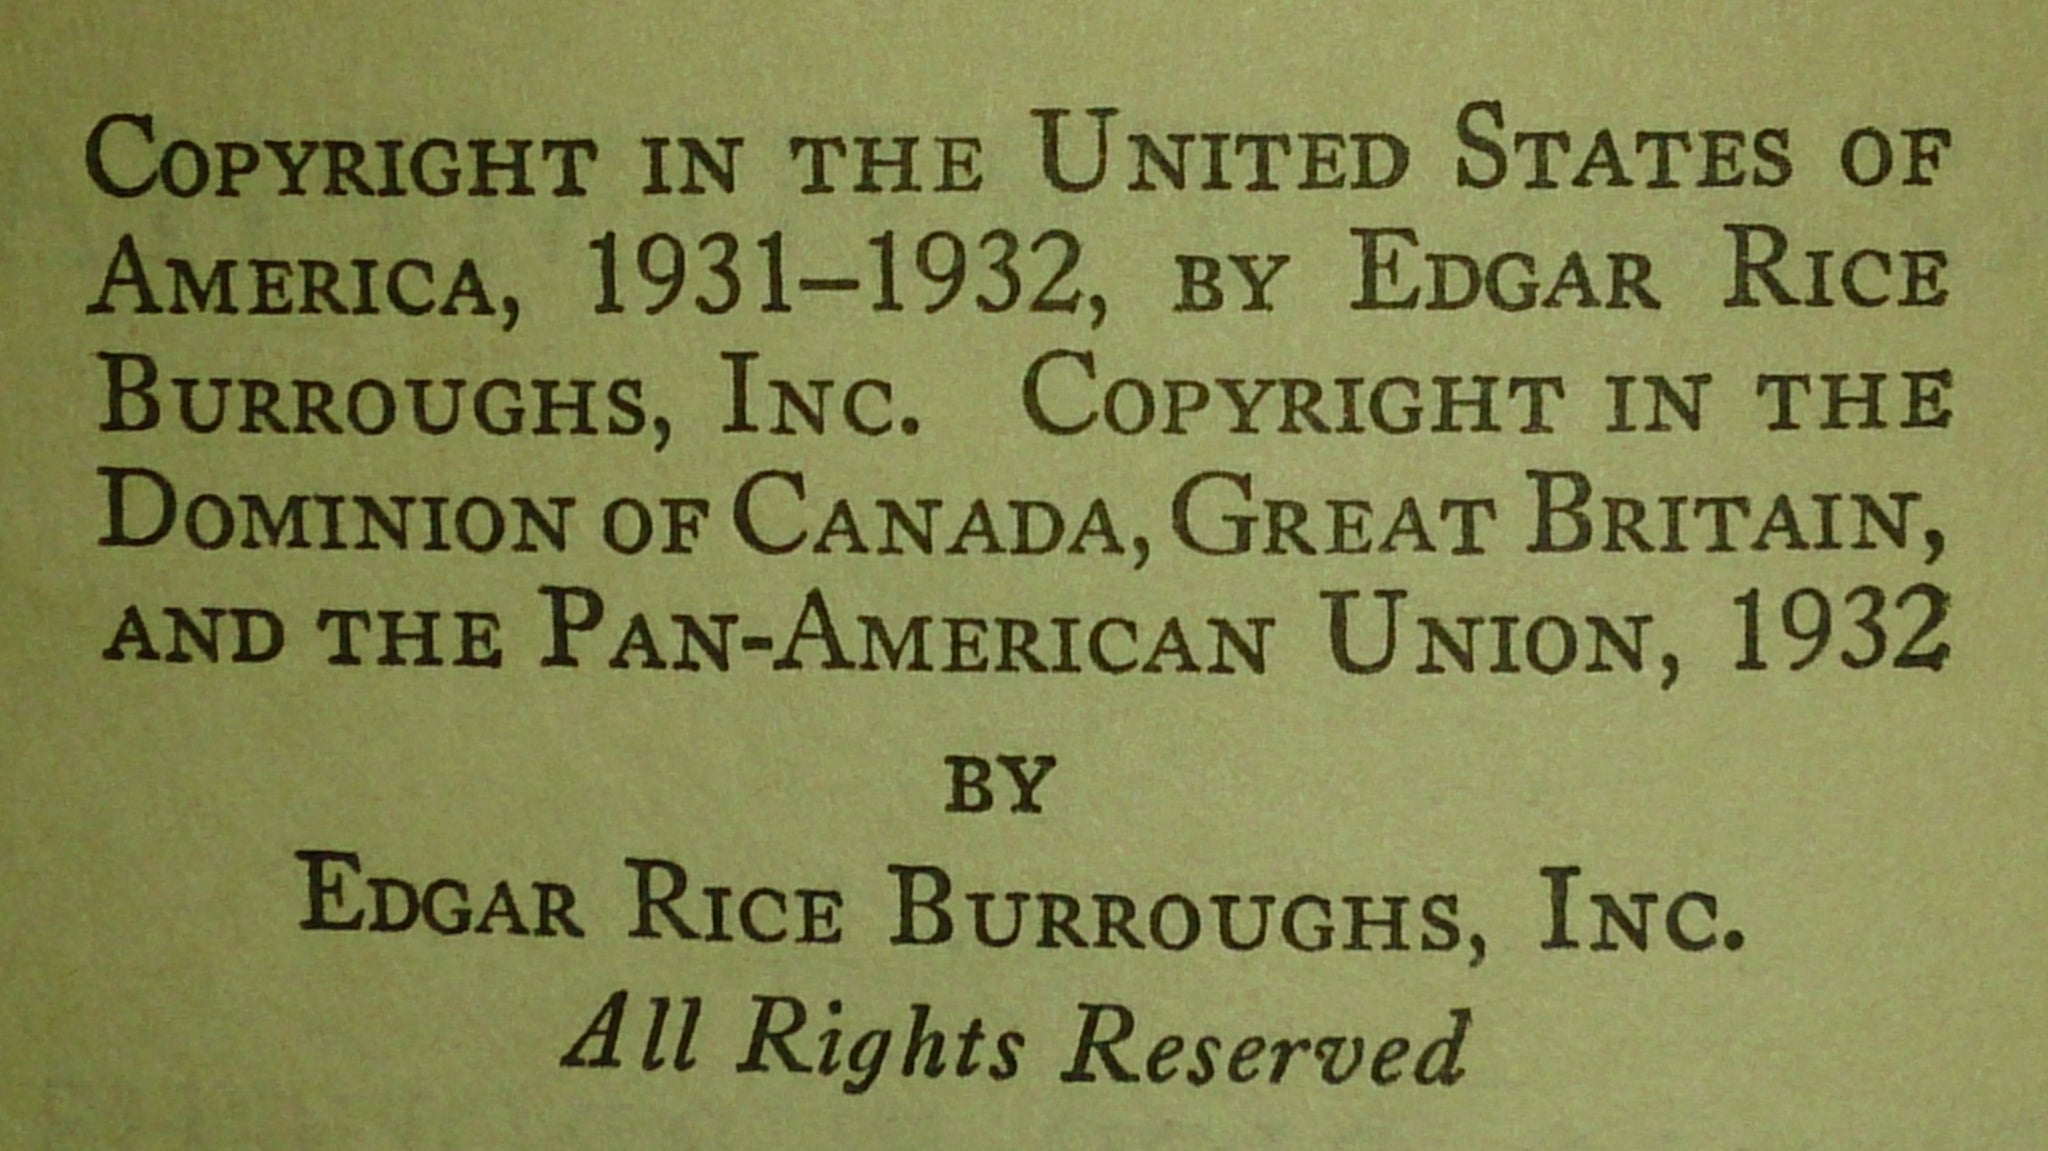 Copyright in the United States of
America, 1931–1932, by Edgar Rice
Burroughs, Inc. Copyright in the
Dominion of Canada, Great Britain,
and the Pan-American Union, 1932
by
Edgar Rice Burroughs, Inc.
All Rights Reserved